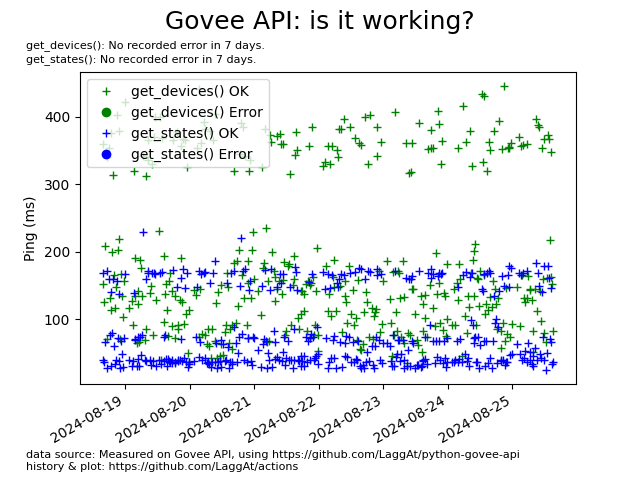 Govee API: is it working?
get_devices(): No recorded error in 7 days.
get_states(): No recorded error in 7 days.
get_devices() OK
get_devices() Error
get_states() OK
get_states() Error
Ping (ms)
400
300
200
100
2024-08-19
2024-08-20
2024-08-21
2024-08-22
2024-08-23
2024-08-24
2024-08-25
data source: Measured on Govee API, using https://github.com/LaggAt/python-govee-api
history & plot: https://github.com/LaggAt/actions